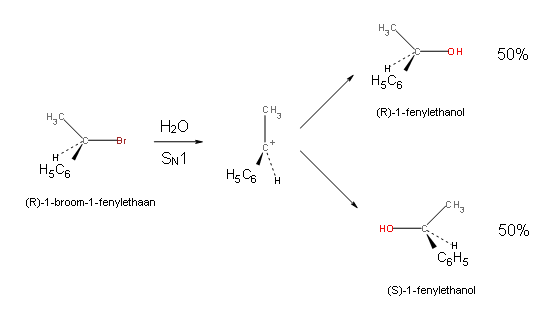 H₃C
C
Br
H
H₅C₆
(R)-1-broom-1-fenylethaan
H₂O
SN1
CH₃
C+
H₅C₆
H
H₃C
C
OH
H
H₅C₆
50%
(R)-1-fenylethanol
CH₃
HO
C
H
C₆H₅
50%
(S)-1-fenylethanol